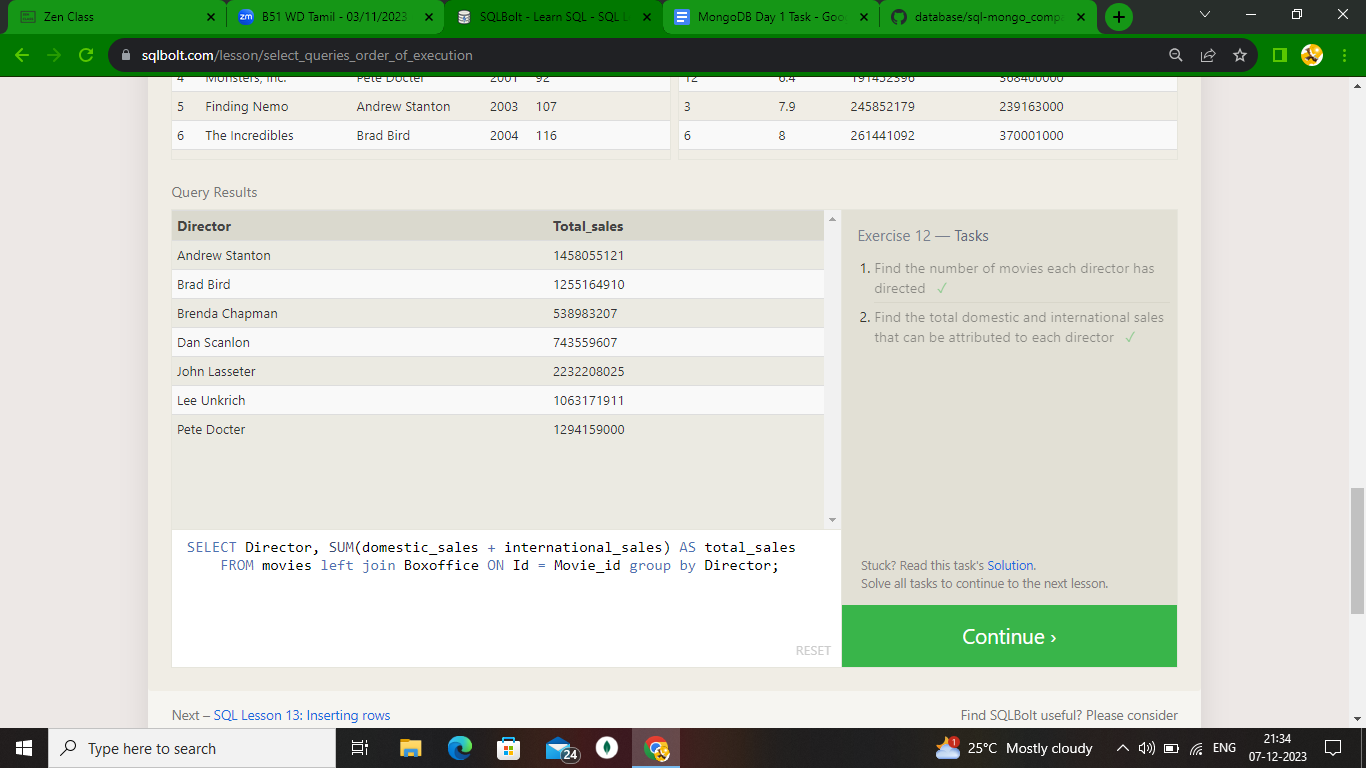 Zen Class
zm B51 WD Tamil - 03/11/2023
SQLBolt - Learn SQL - SQL L
MongoDB Day 1 Task - Goo
database/sql-mongo_comp
sqlbolt.com/lesson/select_queries_order_of_execution
4 Monsters, Inc. Pete Docter 2001 92
12 6.4 191452396 368400000
5 Finding Nemo Andrew Stanton 2003 107
3 7.9 245852179 239163000
6 The Incredibles Brad Bird 2004 116
6 8 261441092 370001000
Query Results
Director Total_sales
Andrew Stanton 1458055121
Brad Bird 1255164910
Brenda Chapman 538983207
Dan Scanlon 743559607
John Lasseter 2232208025
Lee Unkrich 1063171911
Pete Docter 1294159000
Exercise 12 — Tasks
1. Find the number of movies each director has
directed ✓
2. Find the total domestic and international sales
that can be attributed to each director ✓
SELECT Director, SUM(domestic_sales + international_sales) AS total_sales
FROM movies left join Boxoffice ON Id = Movie_id group by Director;
RESET
Stuck? Read this task's Solution.
Solve all tasks to continue to the next lesson.
Continue ›
Next – SQL Lesson 13: Inserting rows
Find SQLBolt useful? Please consider
Type here to search
24
1
25°C Mostly cloudy
ENG
21:34
07-12-2023